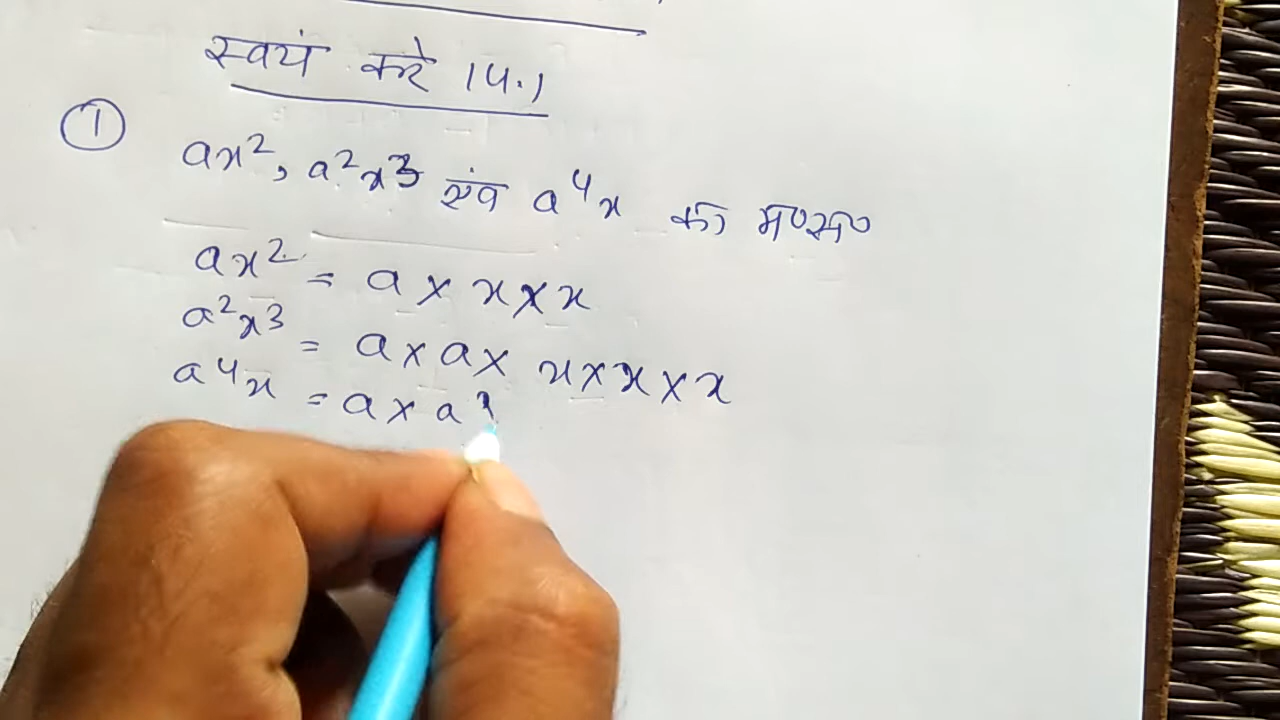 स्वयं करे 14.1
① ax², a²x³ एवं a⁴x का म०स०
ax² = a × x × x
a²x³ = a × a × x × x × x
a⁴x = a × a